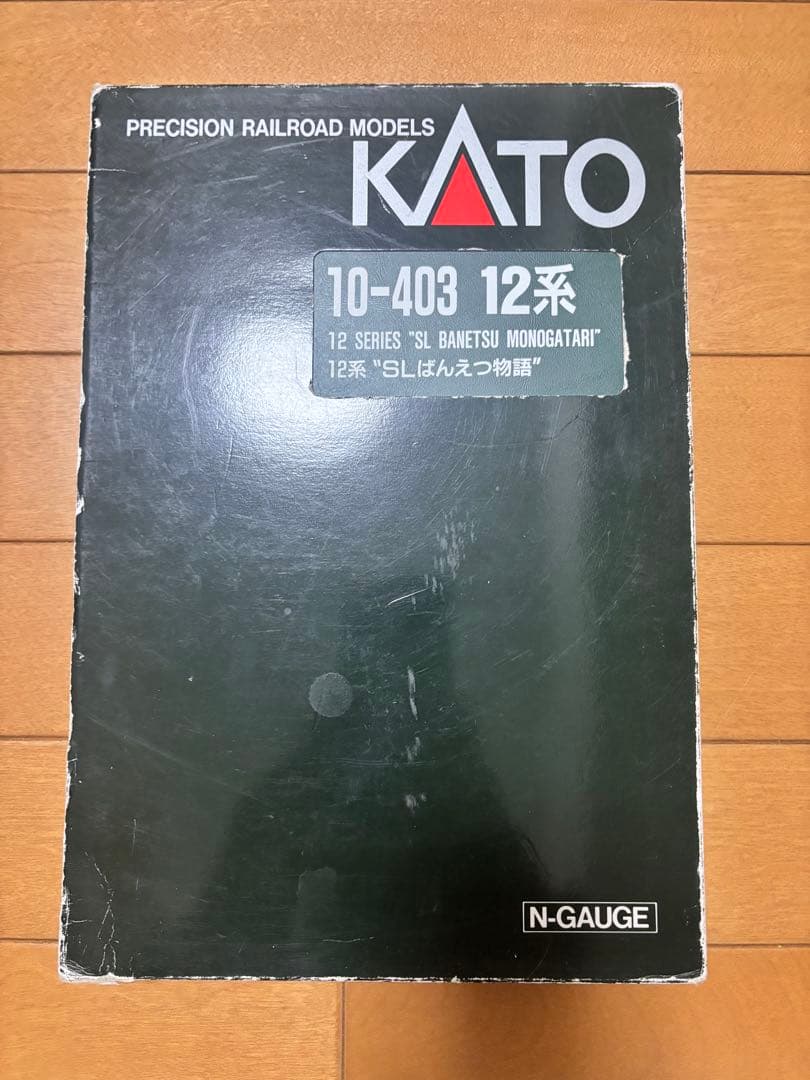 PRECISION RAILROAD MODELS
KATO
10-403 12系
12 SERIES "SL BANETSU MONOGATARI"
12系 “SLばんえつ物語”
N-GAUGE